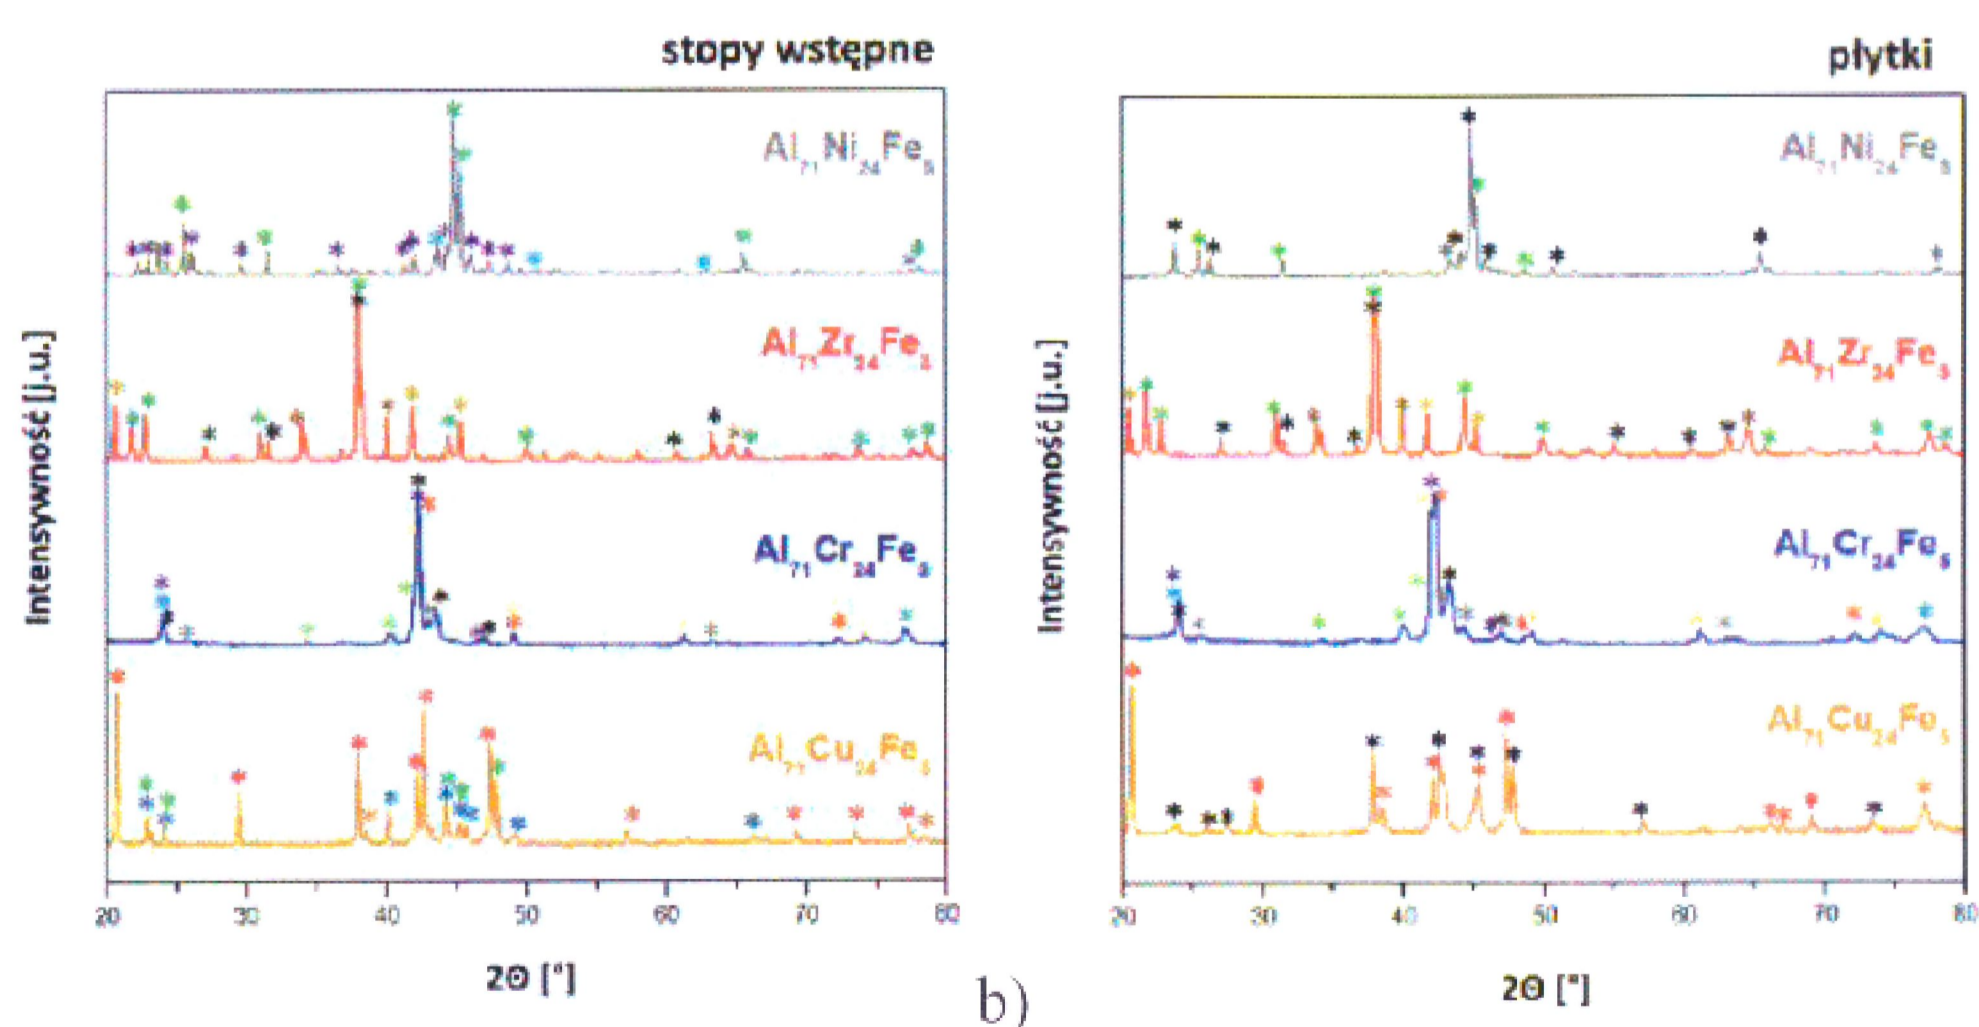 stopy wstępne
Intensywność [j.u.]
Al₇₁Ni₂₄Fe₅
Al₇₁Zr₂₄Fe₅
Al₇₁Cr₂₄Fe₅
Al₇₁Cu₂₄Fe₅
20 30 40 50 60 70 80
2Θ [°]
płytki
Intensywność [j.u.]
Al₇₁Ni₂₄Fe₅
Al₇₁Zr₂₄Fe₅
Al₇₁Cr₂₄Fe₅
Al₇₁Cu₂₄Fe₅
20 30 40 50 60 70 80
2Θ [°]
b)